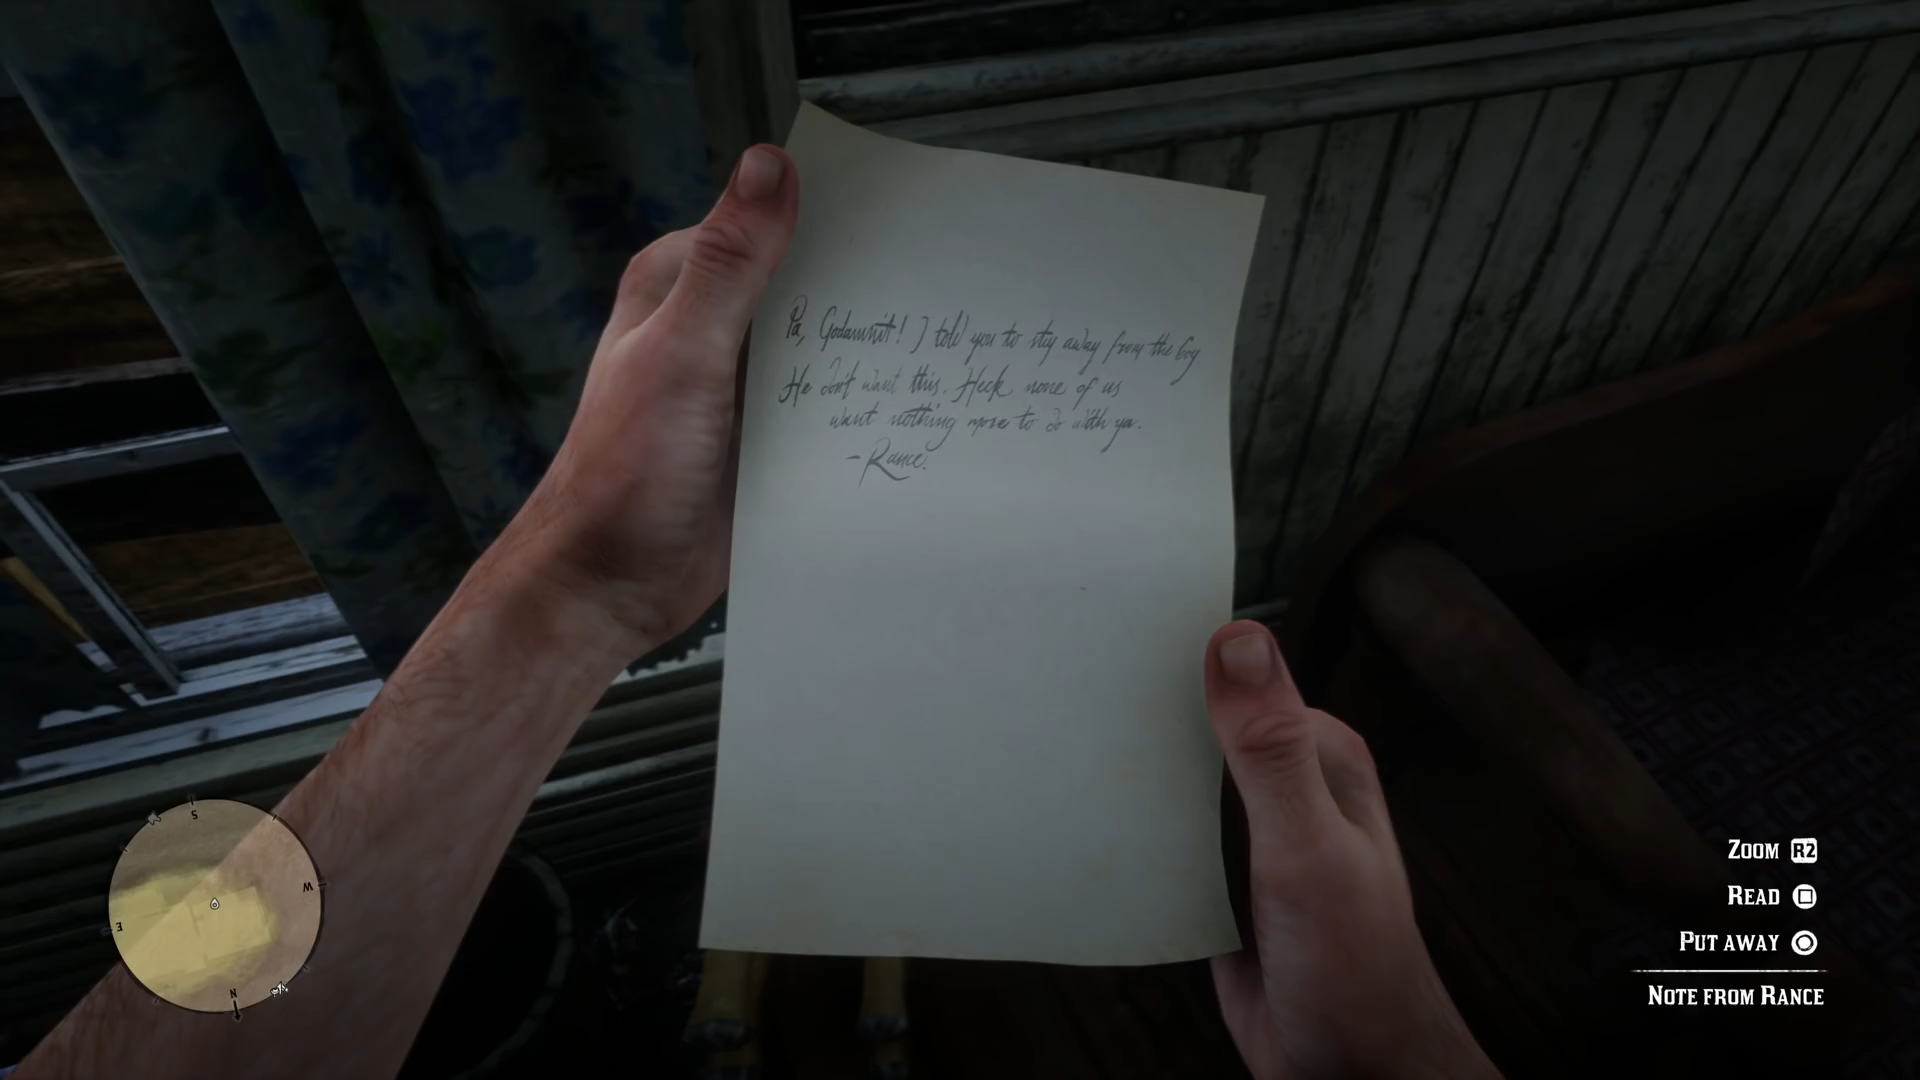 Pa, Godamnit! I told you to stay away from the boy.
He don't want this. Heck none of us
want nothing more to do with ya.
- Rance.
S
W
E
N
ZOOM R2
READ
PUT AWAY
NOTE FROM RANCE